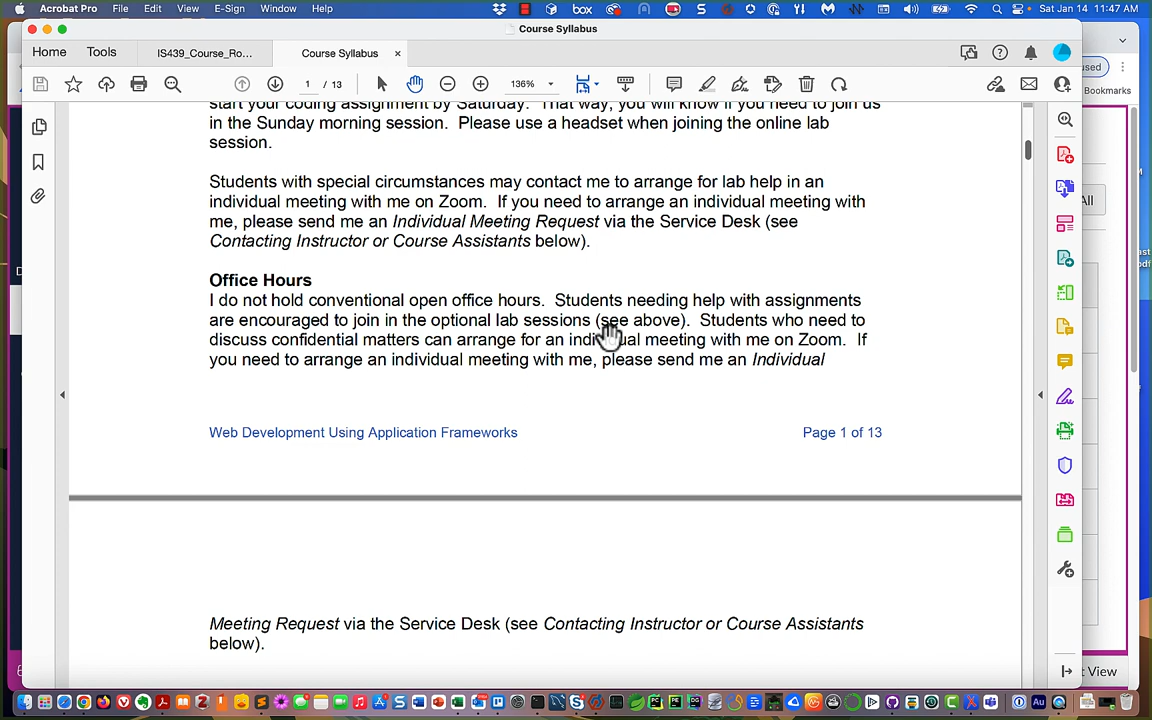 Acrobat Pro File Edit View E-Sign Window Help box Sat Jan 14 11:47 AM
Course Syllabus
Home Tools IS439_Course_Ro... Course Syllabus ×
1 / 13 136%
used
Bookmarks
All
start your coding assignment by Saturday. That way, you will know if you need to join us
in the Sunday morning session. Please use a headset when joining the online lab
session.
Students with special circumstances may contact me to arrange for lab help in an
individual meeting with me on Zoom. If you need to arrange an individual meeting with
me, please send me an Individual Meeting Request via the Service Desk (see
Contacting Instructor or Course Assistants below).
Office Hours
I do not hold conventional open office hours. Students needing help with assignments
are encouraged to join in the optional lab sessions (see above). Students who need to
discuss confidential matters can arrange for an individual meeting with me on Zoom. If
you need to arrange an individual meeting with me, please send me an Individual
Web Development Using Application Frameworks Page 1 of 13
Meeting Request via the Service Desk (see Contacting Instructor or Course Assistants
below).
t View